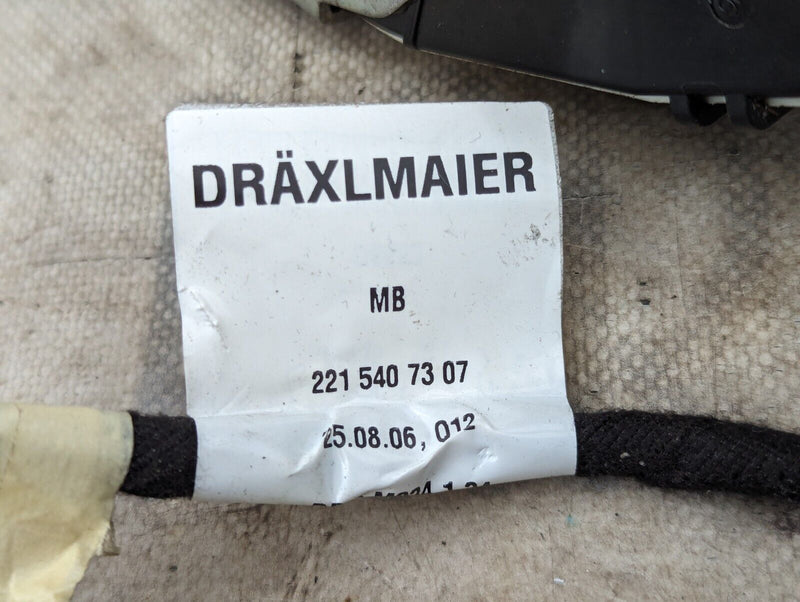 DRÄXLMAIER
MB
221 540 73 07
25.08.06, 012